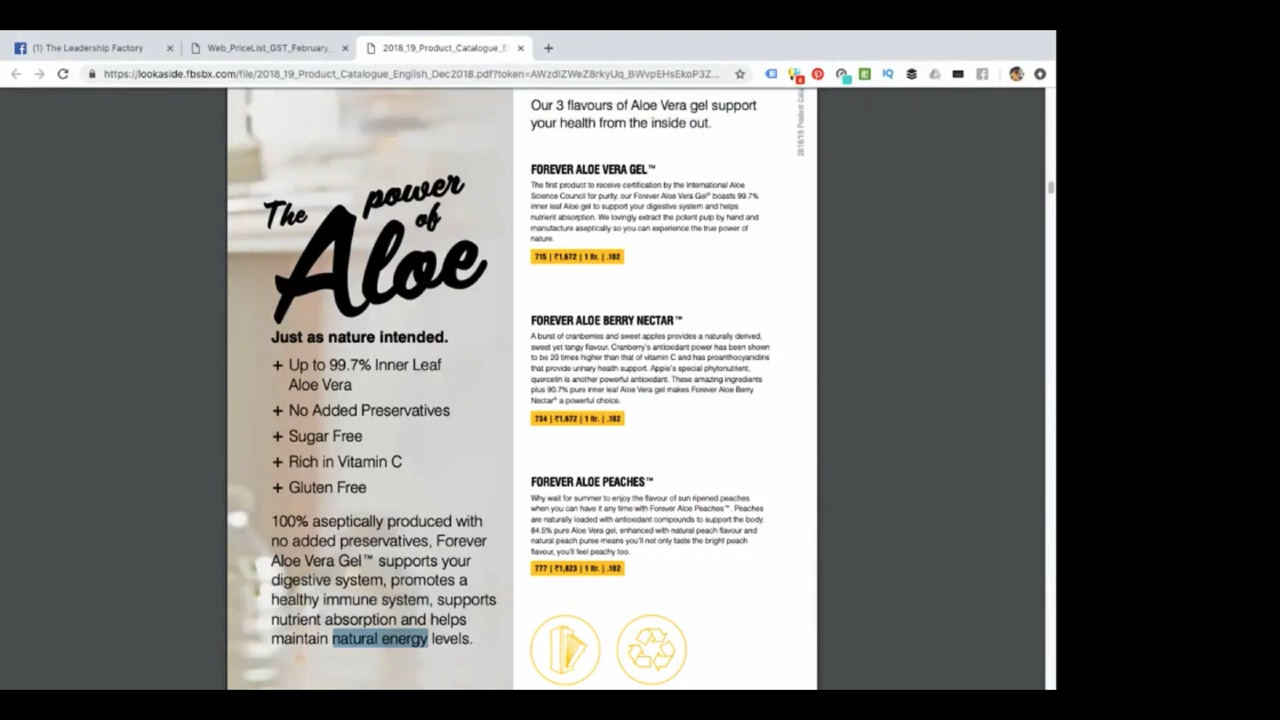 (1) The Leadership Factory
Web_PriceList_GST_February_
2018_19_Product_Catalogue_E
https://lookaside.fbsbx.com/file/2018_19_Product_Catalogue_English_Dec2018.pdf?token=AWzdIZWeZ8rkyUq_BWvpEHsEkoP3Z...
The power of Aloe
Just as nature intended.
+ Up to 99.7% Inner Leaf
Aloe Vera
+ No Added Preservatives
+ Sugar Free
+ Rich in Vitamin C
+ Gluten Free
100% aseptically produced with
no added preservatives, Forever
Aloe Vera Gel™ supports your
digestive system, promotes a
healthy immune system, supports
nutrient absorption and helps
maintain natural energy levels.
Our 3 flavours of Aloe Vera gel support
your health from the inside out.
FOREVER ALOE VERA GEL™
The first product to receive certification by the International Aloe
Science Council for purity, our Forever Aloe Vera Gel® boasts 99.7%
inner leaf Aloe gel to support your digestive system and helps
nutrient absorption. We lovingly extract the potent pulp by hand and
manufacture aseptically so you can experience the true power of
nature.
715 | ₹1,672 | 1 ltr. | .102
FOREVER ALOE BERRY NECTAR™
A burst of cranberries and sweet apples provides a naturally derived,
sweet yet tangy flavour. Cranberry's antioxidant power has been shown
to be 20 times higher than that of vitamin C and has proanthocyanidins
that provide urinary health support. Apple's special phytonutrient,
quercetin is another powerful antioxidant. These amazing ingredients
plus 90.7% pure inner leaf Aloe Vera gel makes Forever Aloe Berry
Nectar® a powerful choice.
734 | ₹1,672 | 1 ltr. | .102
FOREVER ALOE PEACHES™
Why wait for summer to enjoy the flavour of sun ripened peaches
when you can have it any time with Forever Aloe Peaches™. Peaches
are naturally loaded with antioxidant compounds to support the body.
84.5% pure Aloe Vera gel, enhanced with natural peach flavour and
natural peach puree means you'll not only taste the bright peach
flavour, you'll feel peachy too.
777 | ₹1,623 | 1 ltr. | .102